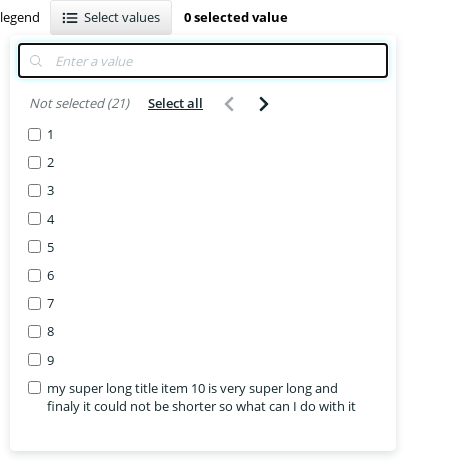 legend Select values 0 selected value
Enter a value
Not selected (21) Select all
1
2
3
4
5
6
7
8
9
my super long title item 10 is very super long and
finaly it could not be shorter so what can I do with it